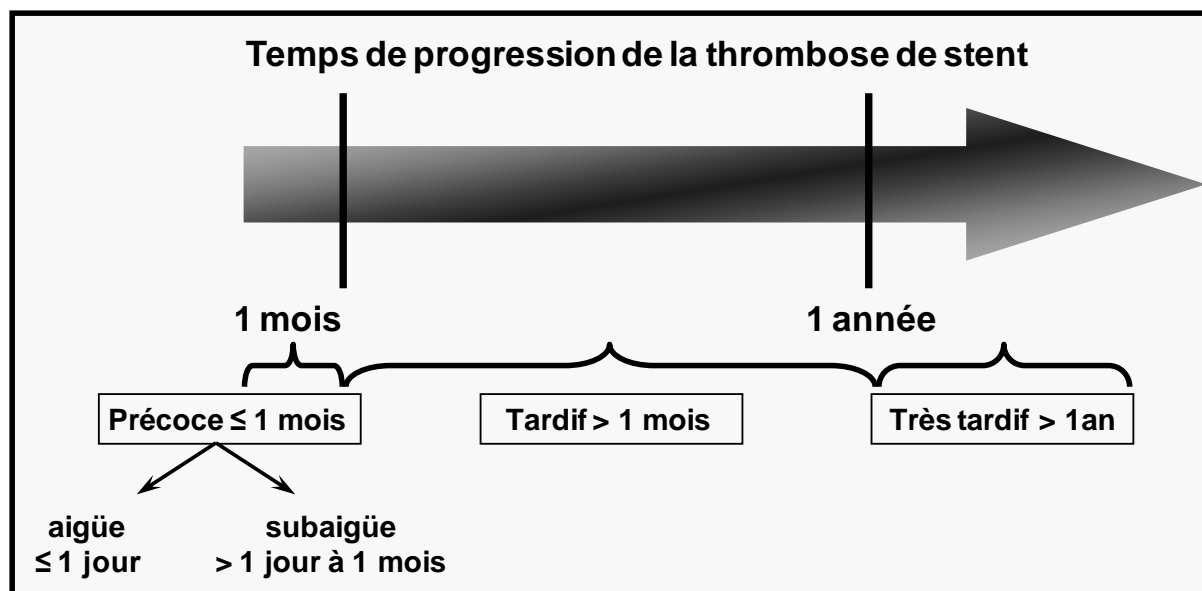 Temps de progression de la thrombose de stent
1 mois
1 année
Précoce ≤ 1 mois
Tardif > 1 mois
Très tardif > 1an
aigüe
≤ 1 jour
subaigüe
> 1 jour à 1 mois